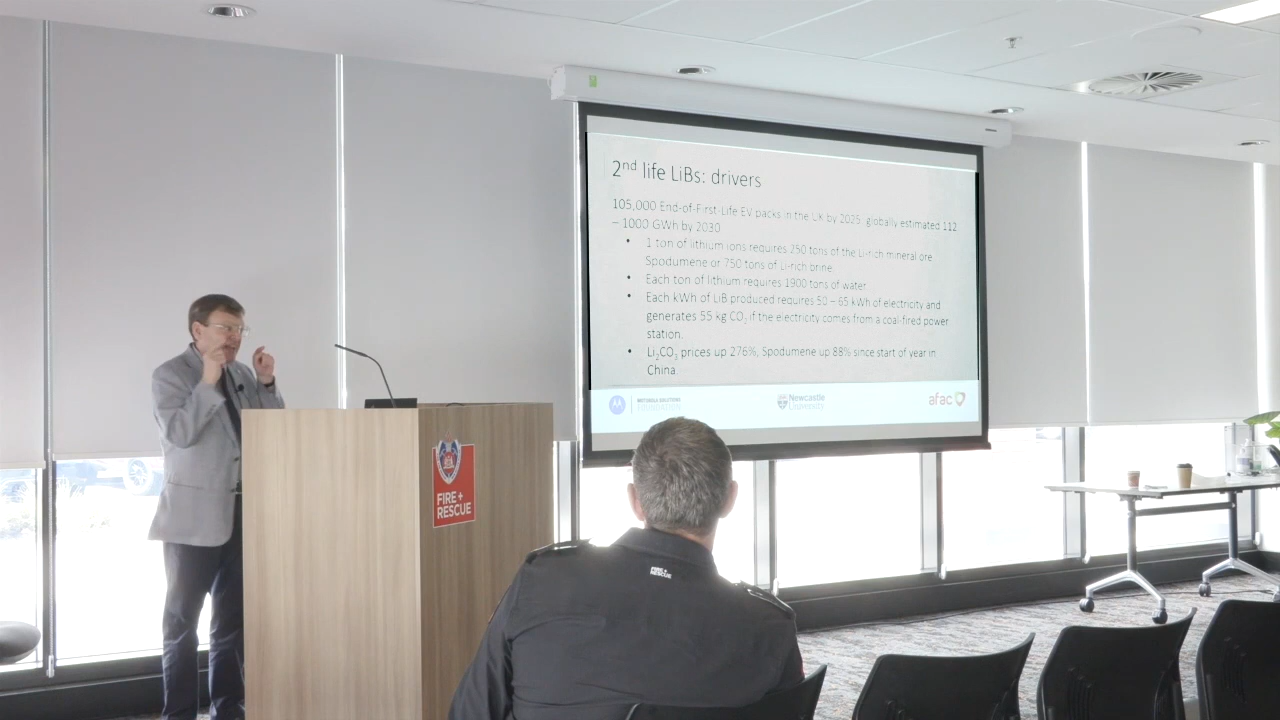 2nd life LiBs: drivers
105,000 End-of-First-Life EV packs in the UK by 2025: globally estimated 112
– 1000 GWh by 2030
• 1 ton of lithium ions requires 250 tons of the Li-rich mineral ore
Spodumene or 750 tons of Li-rich brine
• Each ton of lithium requires 1900 tons of water
• Each kWh of LiB produced requires 50 – 65 kWh of electricity and
generates 55 kg CO2 if the electricity comes from a coal-fired power
station.
• Li2CO3 prices up 276%, Spodumene up 88% since start of year in
China
MOTOROLA SOLUTIONS
FOUNDATION
Newcastle
University
afac
FIRE+
RESCUE
FIRE+
RESCUE